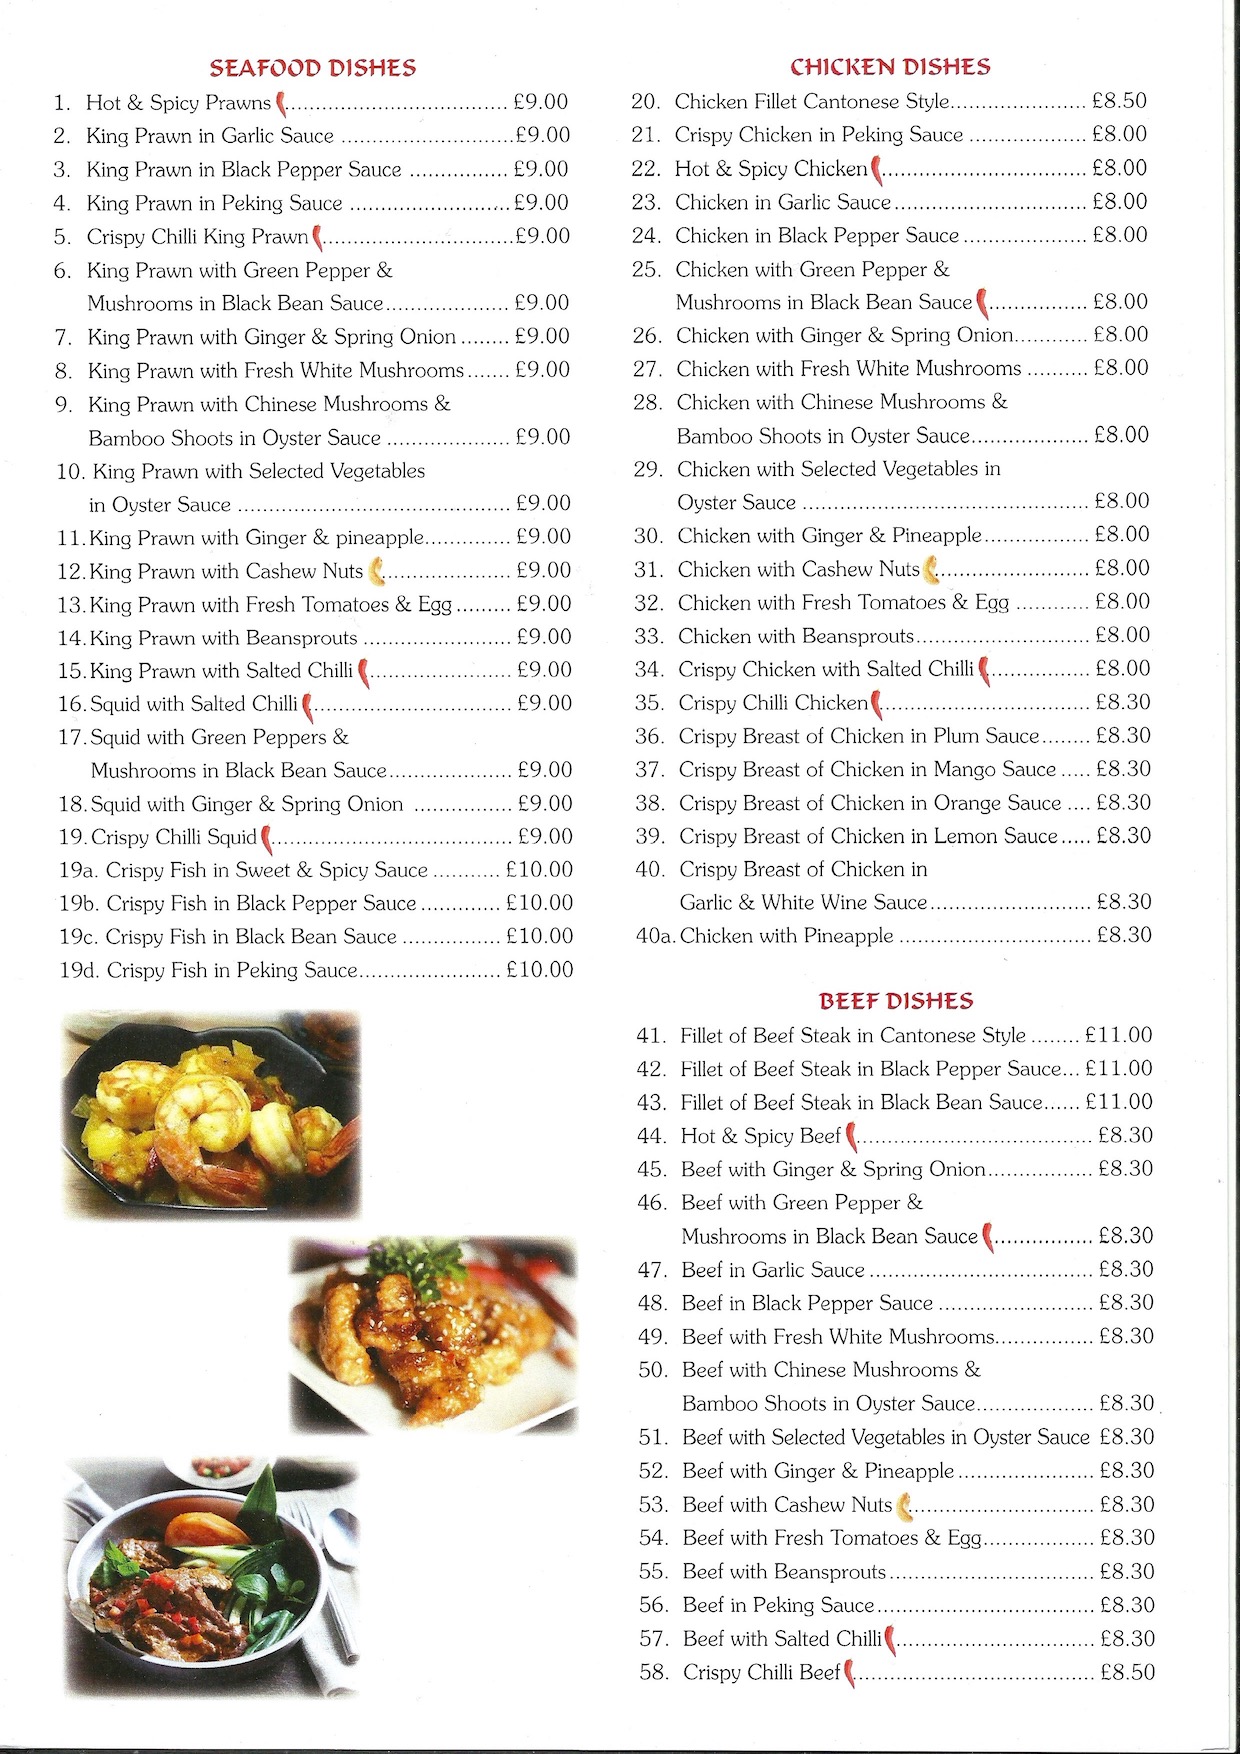 SEAFOOD DISHES
1. Hot & Spicy Prawns ................................... £9.00
2. King Prawn in Garlic Sauce ...........................£9.00
3. King Prawn in Black Pepper Sauce ................ £9.00
4. King Prawn in Peking Sauce ..........................£9.00
5. Crispy Chilli King Prawn ..............................£9.00
6. King Prawn with Green Pepper &
Mushrooms in Black Bean Sauce................... £9.00
7. King Prawn with Ginger & Spring Onion ........ £9.00
8. King Prawn with Fresh White Mushrooms....... £9.00
9. King Prawn with Chinese Mushrooms &
Bamboo Shoots in Oyster Sauce .................... £9.00
10. King Prawn with Selected Vegetables
in Oyster Sauce ........................................... £9.00
11. King Prawn with Ginger & pineapple.............. £9.00
12. King Prawn with Cashew Nuts ..................... £9.00
13. King Prawn with Fresh Tomatoes & Egg ......... £9.00
14. King Prawn with Beansprouts ........................ £9.00
15. King Prawn with Salted Chilli ...................... £9.00
16. Squid with Salted Chilli ............................... £9.00
17. Squid with Green Peppers &
Mushrooms in Black Bean Sauce.................... £9.00
18. Squid with Ginger & Spring Onion ................ £9.00
19. Crispy Chilli Squid ...................................... £9.00
19a. Crispy Fish in Sweet & Spicy Sauce ........... £10.00
19b. Crispy Fish in Black Pepper Sauce ............. £10.00
19c. Crispy Fish in Black Bean Sauce ................ £10.00
19d. Crispy Fish in Peking Sauce....................... £10.00
CHICKEN DISHES
20. Chicken Fillet Cantonese Style...................... £8.50
21. Crispy Chicken in Peking Sauce ................... £8.00
22. Hot & Spicy Chicken ................................. £8.00
23. Chicken in Garlic Sauce............................... £8.00
24. Chicken in Black Pepper Sauce .................... £8.00
25. Chicken with Green Pepper &
Mushrooms in Black Bean Sauce ................ £8.00
26. Chicken with Ginger & Spring Onion............ £8.00
27. Chicken with Fresh White Mushrooms .......... £8.00
28. Chicken with Chinese Mushrooms &
Bamboo Shoots in Oyster Sauce................... £8.00
29. Chicken with Selected Vegetables in
Oyster Sauce ............................................. £8.00
30. Chicken with Ginger & Pineapple................. £8.00
31. Chicken with Cashew Nuts ........................ £8.00
32. Chicken with Fresh Tomatoes & Egg ............ £8.00
33. Chicken with Beansprouts............................ £8.00
34. Crispy Chicken with Salted Chilli ................ £8.00
35. Crispy Chilli Chicken ................................. £8.30
36. Crispy Breast of Chicken in Plum Sauce........ £8.30
37. Crispy Breast of Chicken in Mango Sauce ..... £8.30
38. Crispy Breast of Chicken in Orange Sauce .... £8.30
39. Crispy Breast of Chicken in Lemon Sauce..... £8.30
40. Crispy Breast of Chicken in
Garlic & White Wine Sauce.......................... £8.30
40a. Chicken with Pineapple ............................... £8.30
BEEF DISHES
41. Fillet of Beef Steak in Cantonese Style ........ £11.00
42. Fillet of Beef Steak in Black Pepper Sauce... £11.00
43. Fillet of Beef Steak in Black Bean Sauce...... £11.00
44. Hot & Spicy Beef ...................................... £8.30
45. Beef with Ginger & Spring Onion................. £8.30
46. Beef with Green Pepper &
Mushrooms in Black Bean Sauce ................ £8.30
47. Beef in Garlic Sauce .................................... £8.30
48. Beef in Black Pepper Sauce ......................... £8.30
49. Beef with Fresh White Mushrooms................ £8.30
50. Beef with Chinese Mushrooms &
Bamboo Shoots in Oyster Sauce................... £8.30
51. Beef with Selected Vegetables in Oyster Sauce £8.30
52. Beef with Ginger & Pineapple ...................... £8.30
53. Beef with Cashew Nuts .............................. £8.30
54. Beef with Fresh Tomatoes & Egg.................. £8.30
55. Beef with Beansprouts................................. £8.30
56. Beef in Peking Sauce................................... £8.30
57. Beef with Salted Chilli ................................ £8.30
58. Crispy Chilli Beef ....................................... £8.50